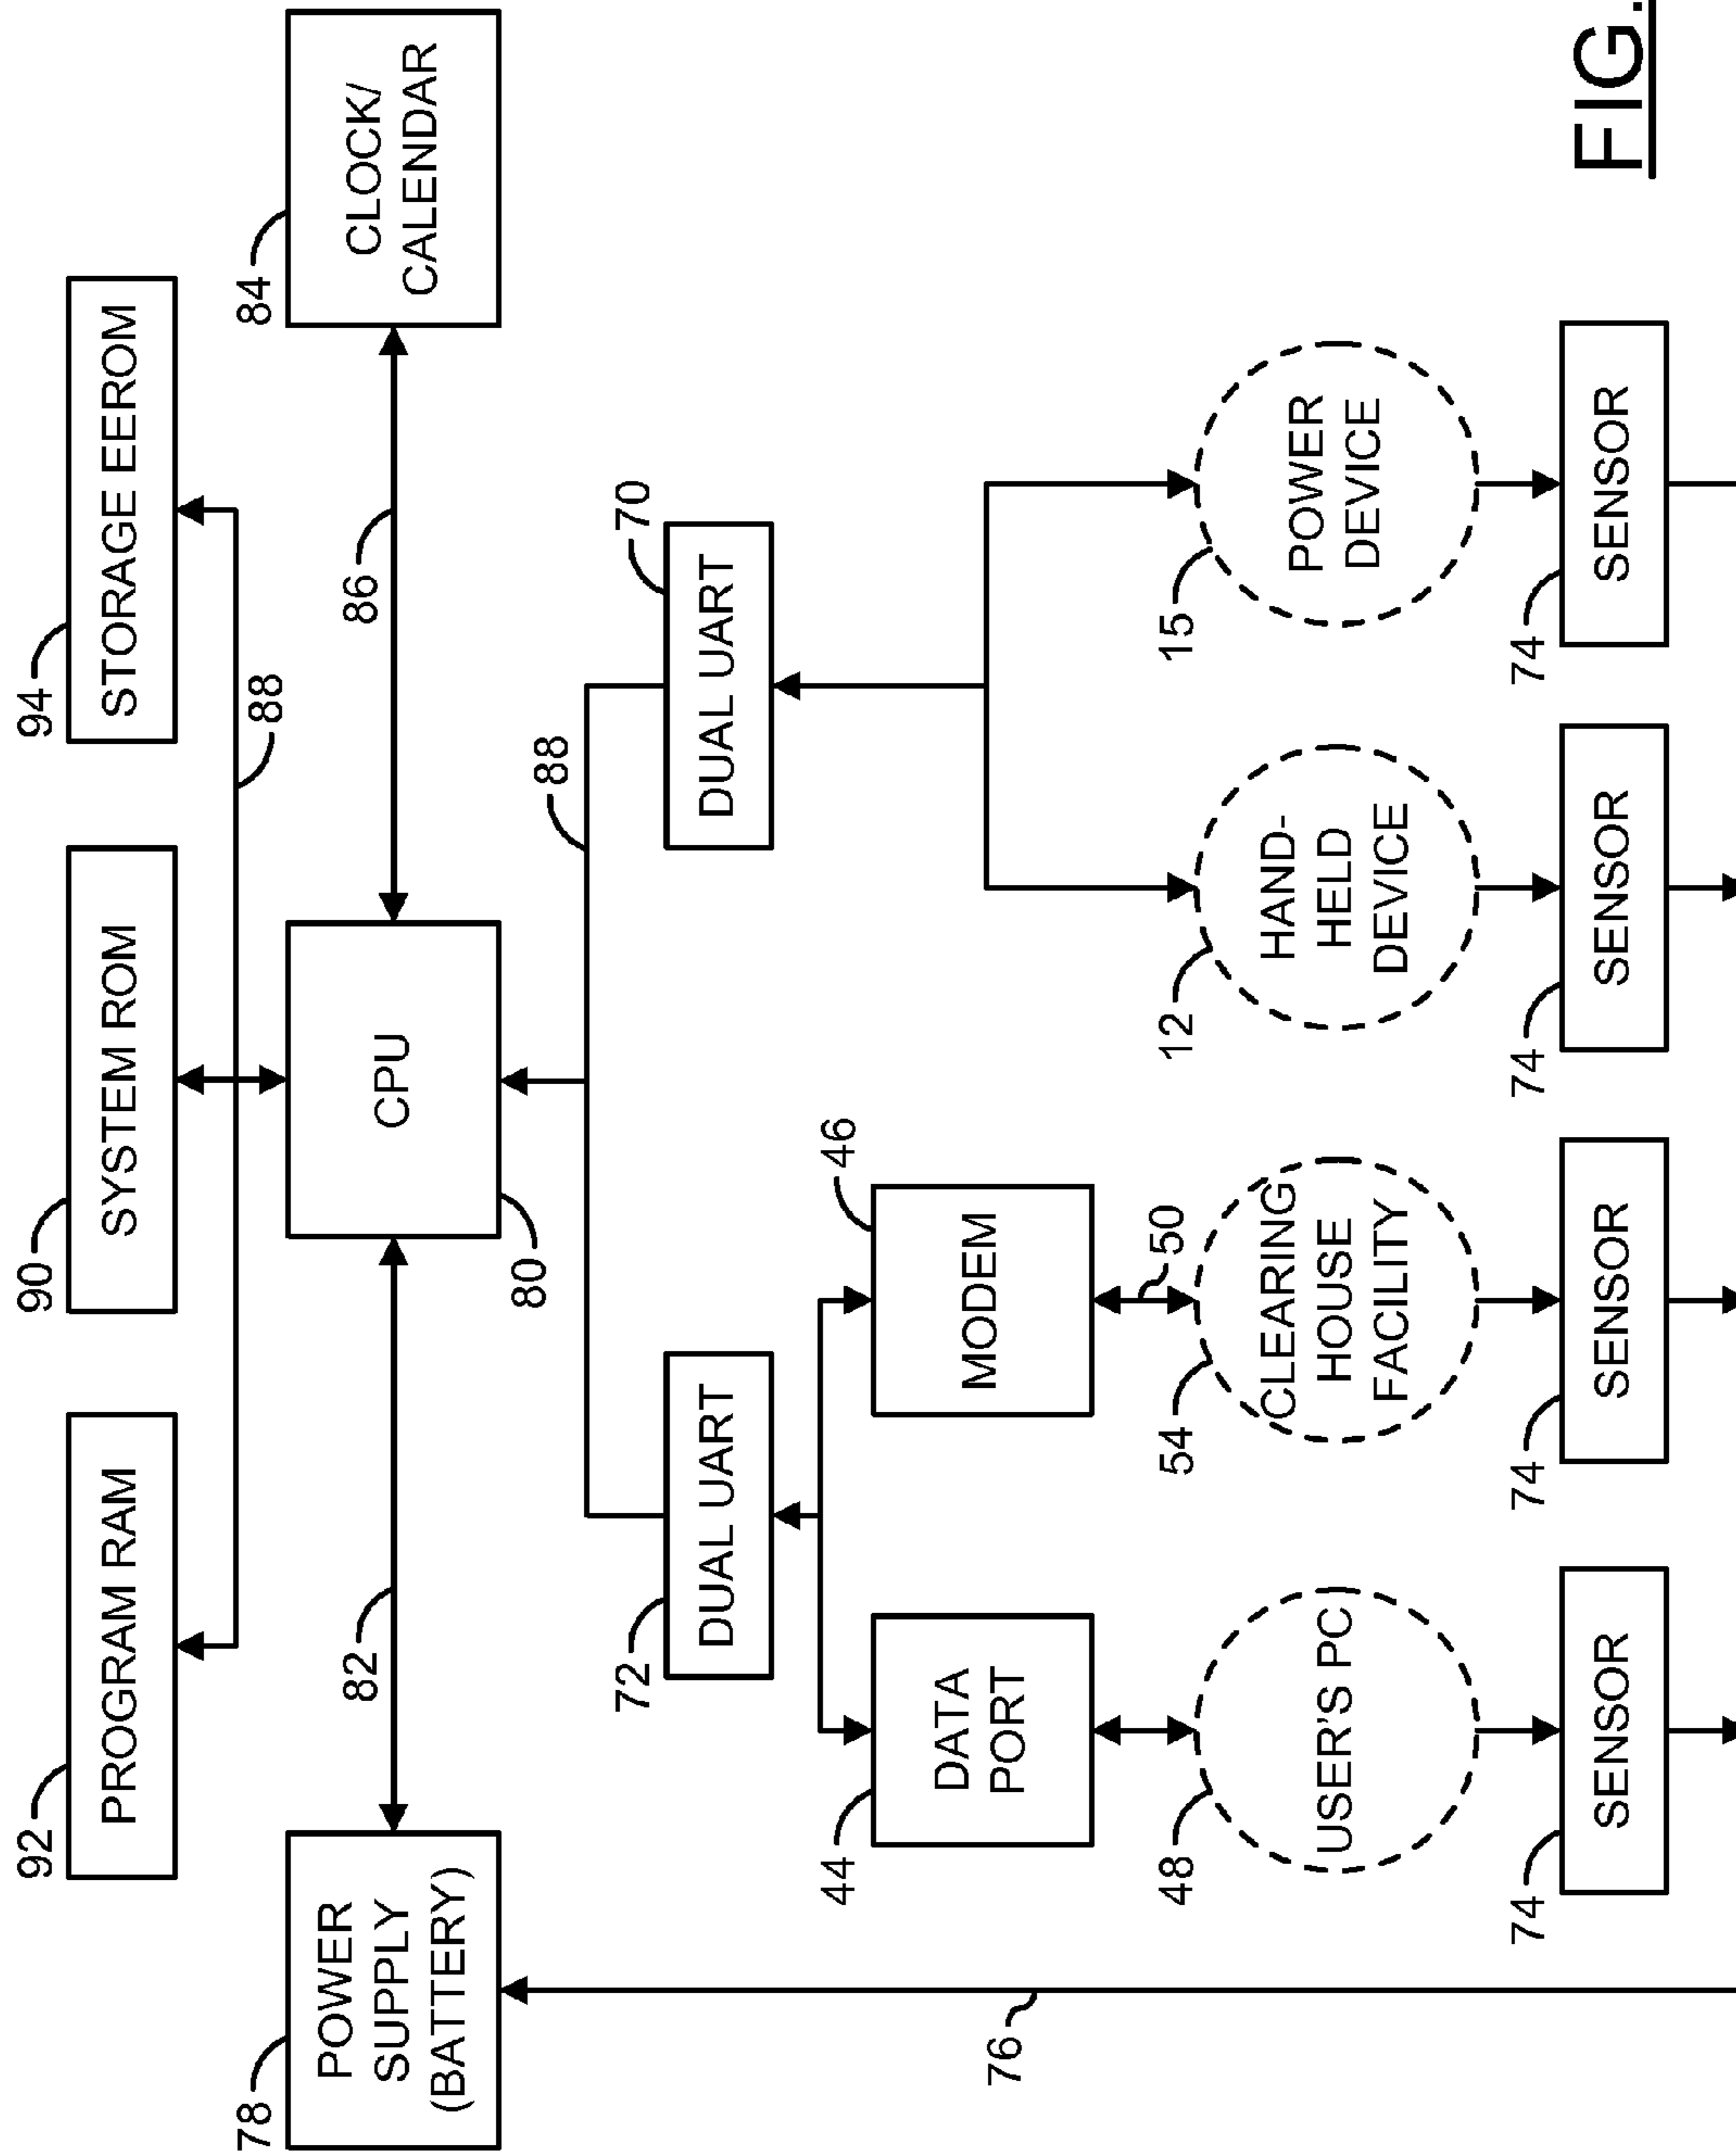 92
PROGRAM RAM
90
SYSTEM ROM
94
STORAGE EEROM
88
78
POWER
SUPPLY
(BATTERY)
82
CPU
80
86
84
CLOCK/
CALENDAR
88
72
DUAL UART
70
DUAL UART
44
DATA
PORT
46
MODEM
50
48
USER'S PC
54
CLEARING
HOUSE
FACILITY
12
HAND-
HELD
DEVICE
15
POWER
DEVICE
76
74
SENSOR
74
SENSOR
74
SENSOR
74
SENSOR
FIG.